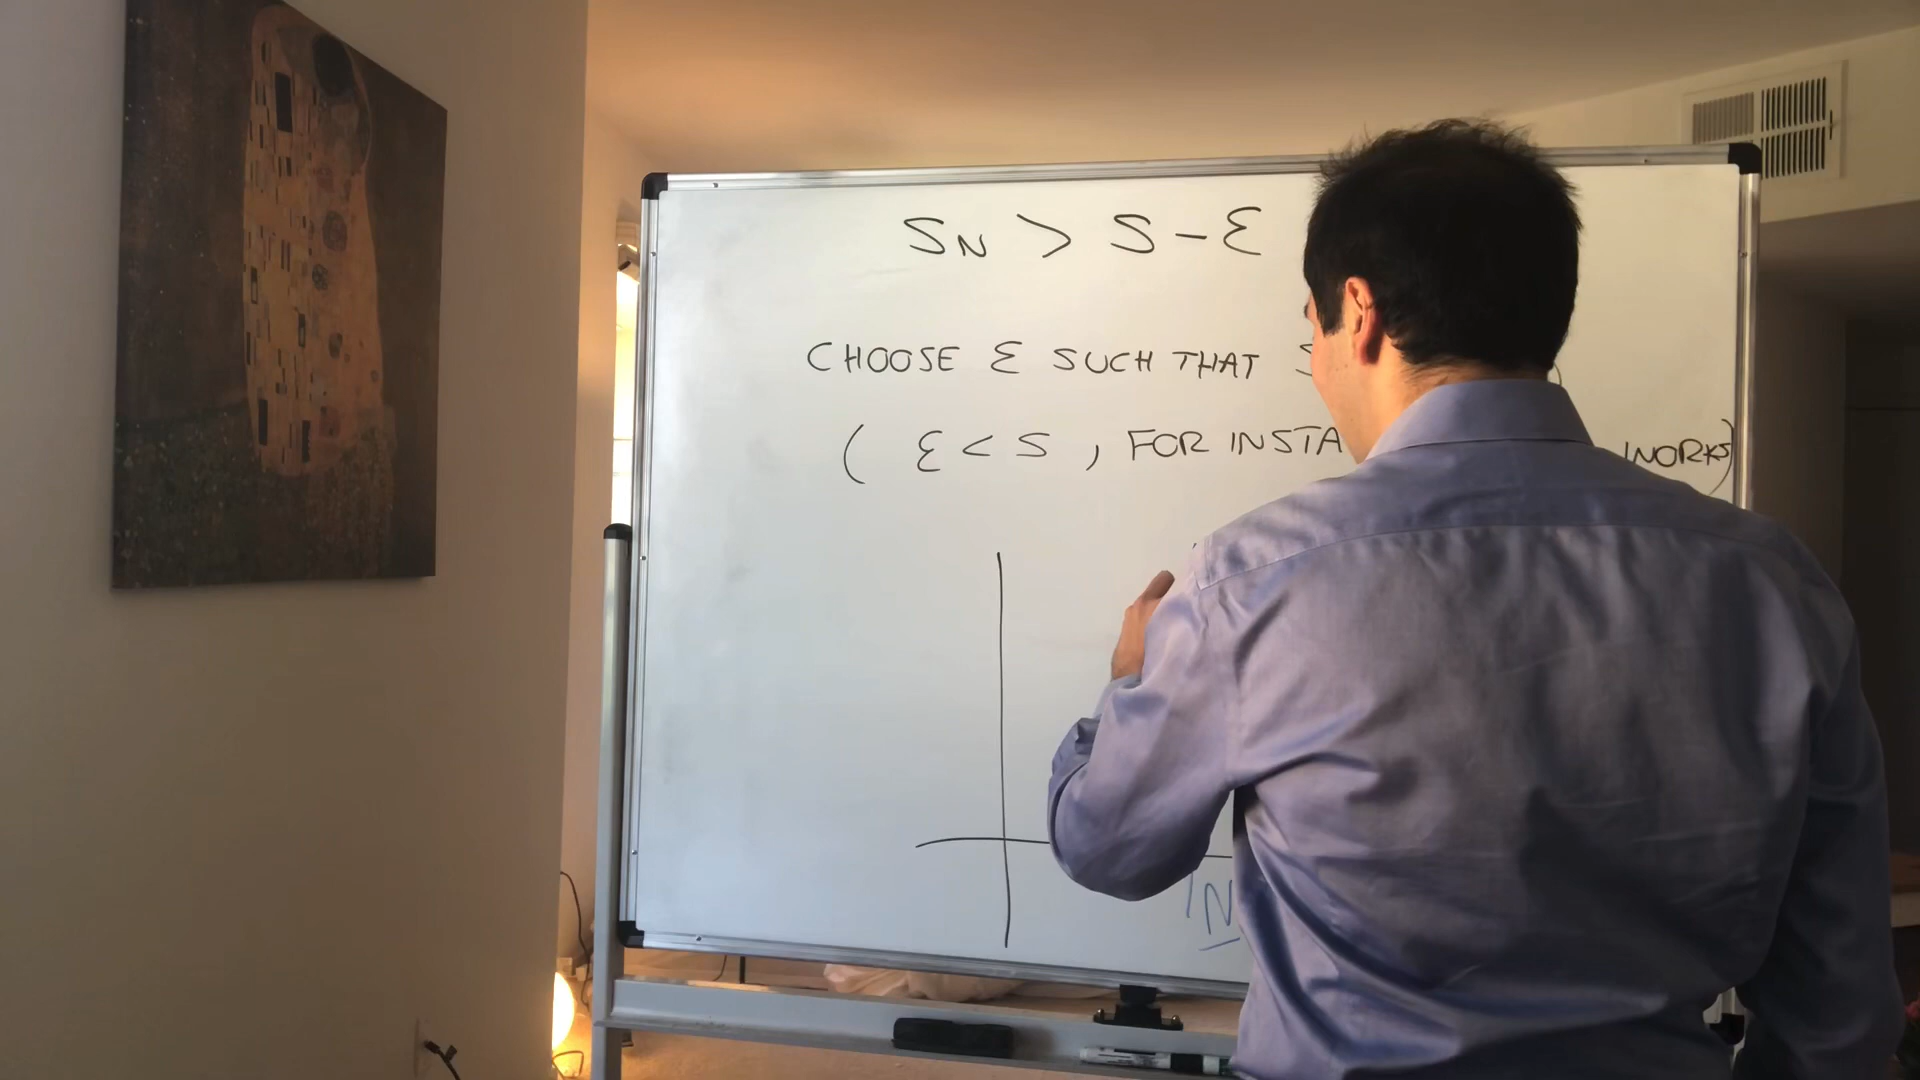 SN > S - ε
CHOOSE ε SUCH THAT
( ε < S , FOR INSTA WORKS)
N